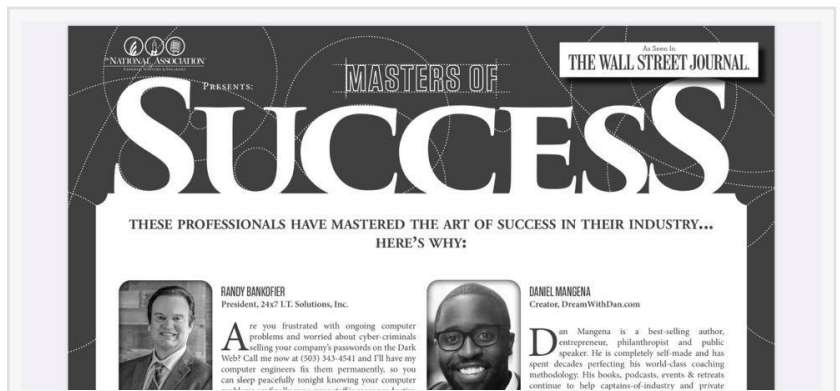 THE NATIONAL ASSOCIATION
PRESENTS:
MASTERS OF
SUCCESS
As Seen In
THE WALL STREET JOURNAL.
THESE PROFESSIONALS HAVE MASTERED THE ART OF SUCCESS IN THEIR INDUSTRY...
HERE'S WHY:
RANDY BANKOFIER
President, 24x7 I.T. Solutions, Inc.
Are you frustrated with ongoing computer
problems and worried about cyber-criminals
selling your company's passwords on the Dark
Web? Call me now at (503) 343-4541 and I'll have my
computer engineers fix them permanently, so you
can sleep peacefully tonight knowing your computer
DANIEL MANGENA
Creator, DreamWithDan.com
Dan Mangena is a best-selling author,
entrepreneur, philanthropist and public
speaker. He is completely self-made and has
spent decades perfecting his world-class coaching
methodology. His books, podcasts, events & retreats
continue to help captains-of-industry and private